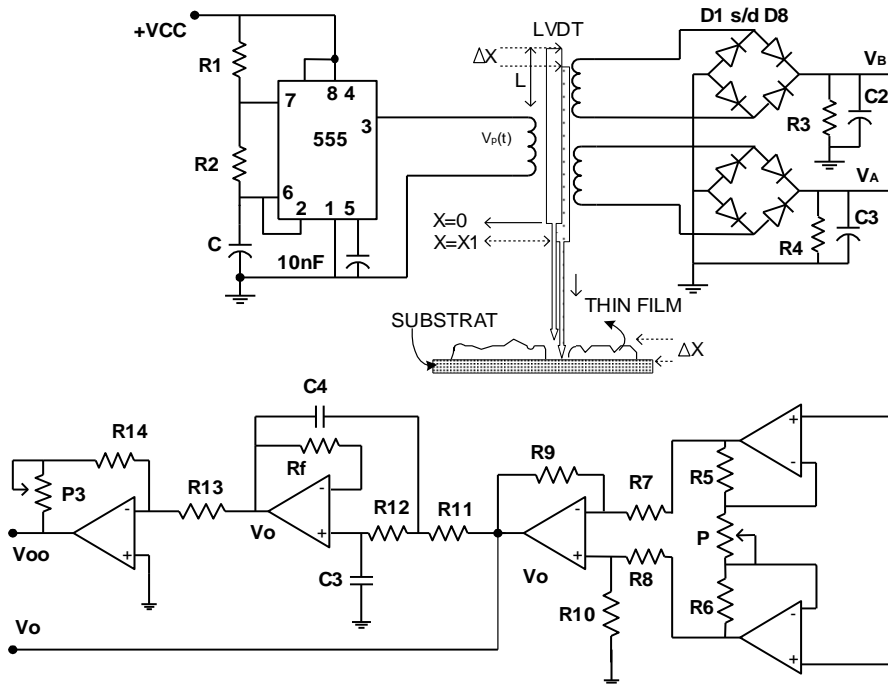 +VCC
R1
R2
C
7
8 4
3
555
6
2
1 5
10nF
LVDT
ΔX
L
Vp(t)
X=0
X=X1
D1 s/d D8
VB
C2
R3
VA
C3
R4
SUBSTRAT
THIN FILM
ΔX
C4
R14
Rf
R9
R7
R5
P3
R13
R12
R11
P
Voo
Vo
Vo
R8
R6
C3
R10
Vo
- 
+
-
+
-
+
+
-
-
+